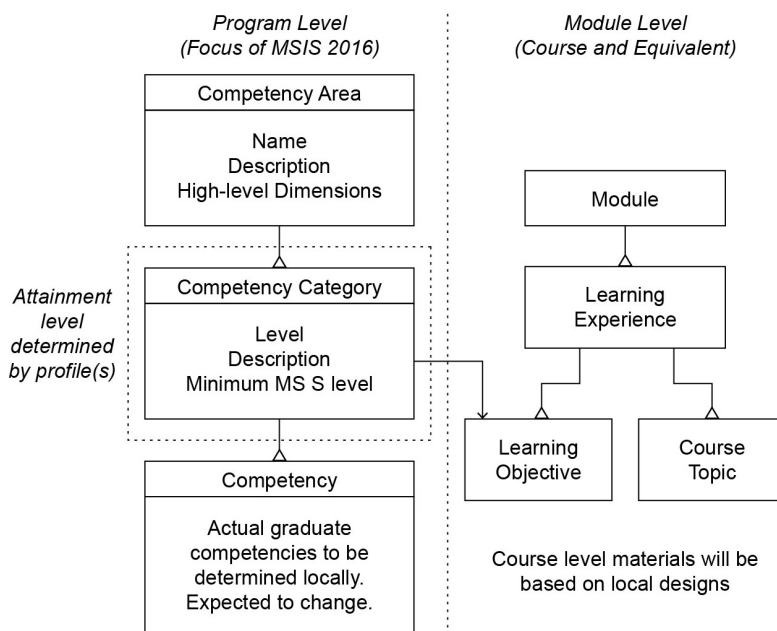 Program Level
(Focus of MSIS 2016)
Competency Area
Name
Description
High-level Dimensions
Attainment
level
determined
by profile(s)
Competency Category
Level
Description
Minimum MS S level
Competency
Actual graduate
competencies to be
determined locally.
Expected to change.
Module Level
(Course and Equivalent)
Module
Learning
Experience
Learning
Objective
Course
Topic
Course level materials will be
based on local designs